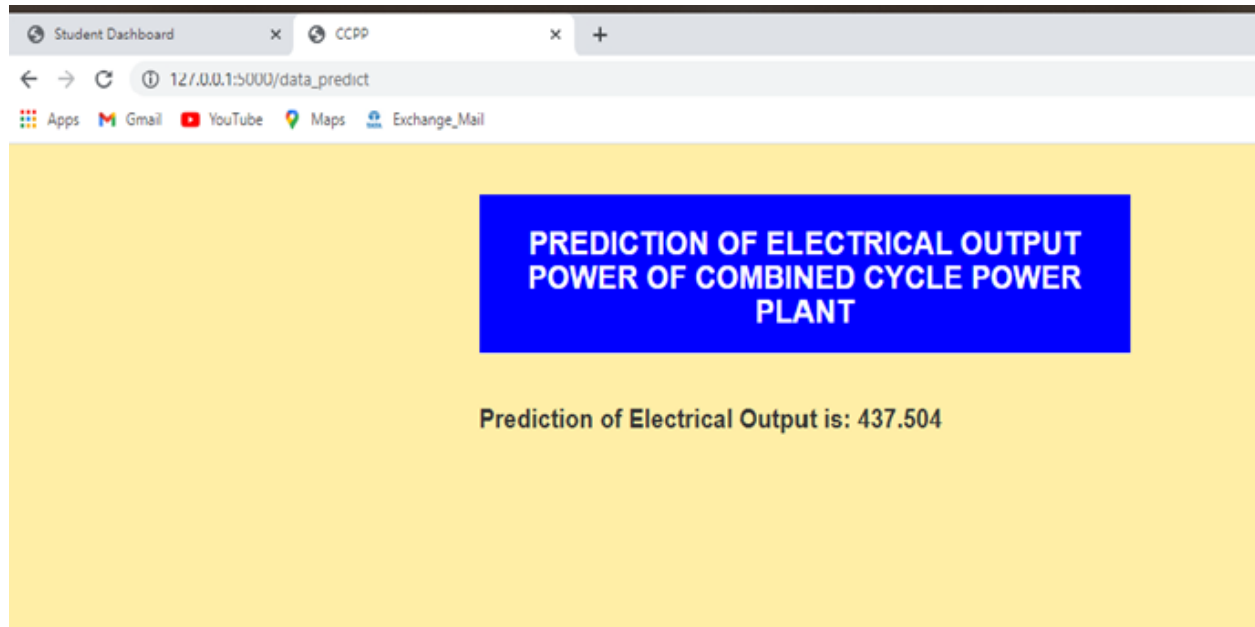 Student Dashboard
CCPP
127.0.0.1:5000/data_predict
Apps Gmail YouTube Maps Exchange_Mail
PREDICTION OF ELECTRICAL OUTPUT
POWER OF COMBINED CYCLE POWER
PLANT
Prediction of Electrical Output is: 437.504